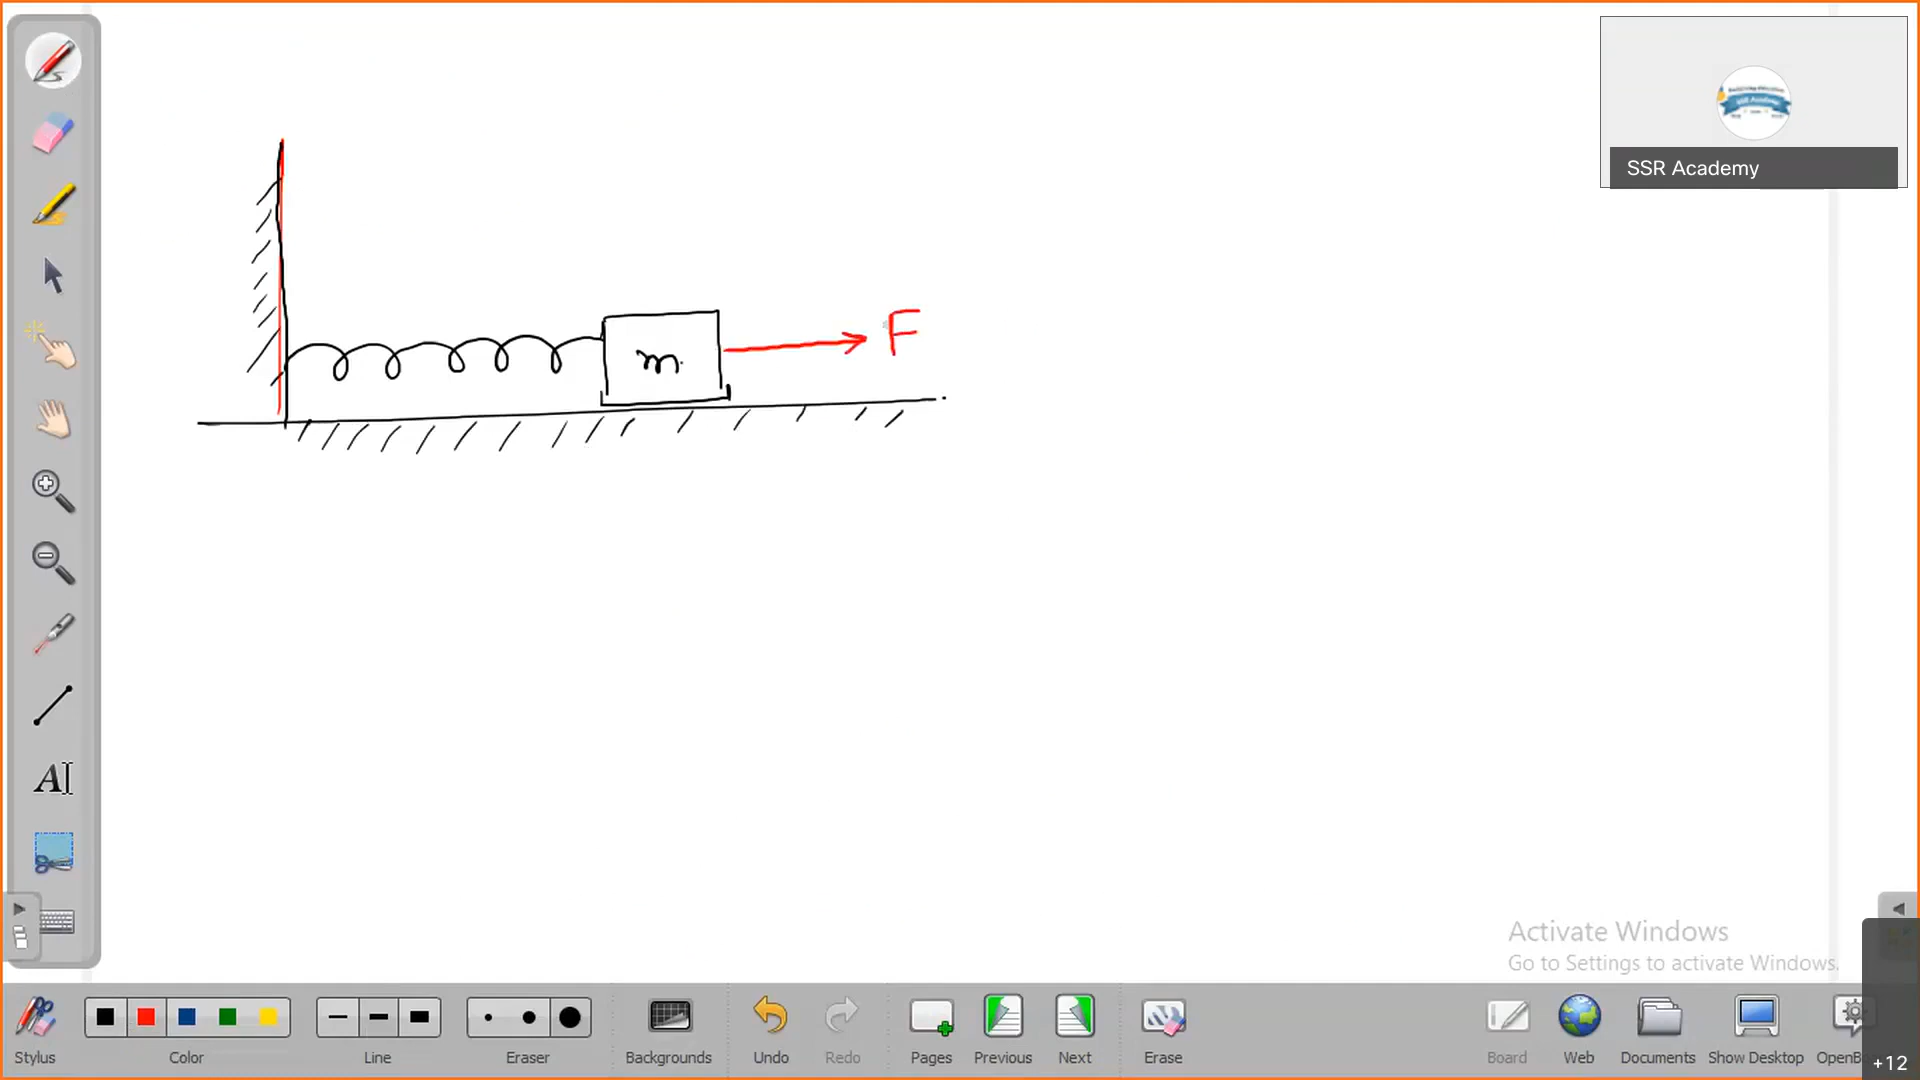 SSR Academy
F
m
A
Activate Windows
Go to Settings to activate Windows.
Stylus
Color
Line
Eraser
Backgrounds
Undo
Redo
Pages
Previous
Next
Erase
Board
Web
Documents
Show Desktop
+12